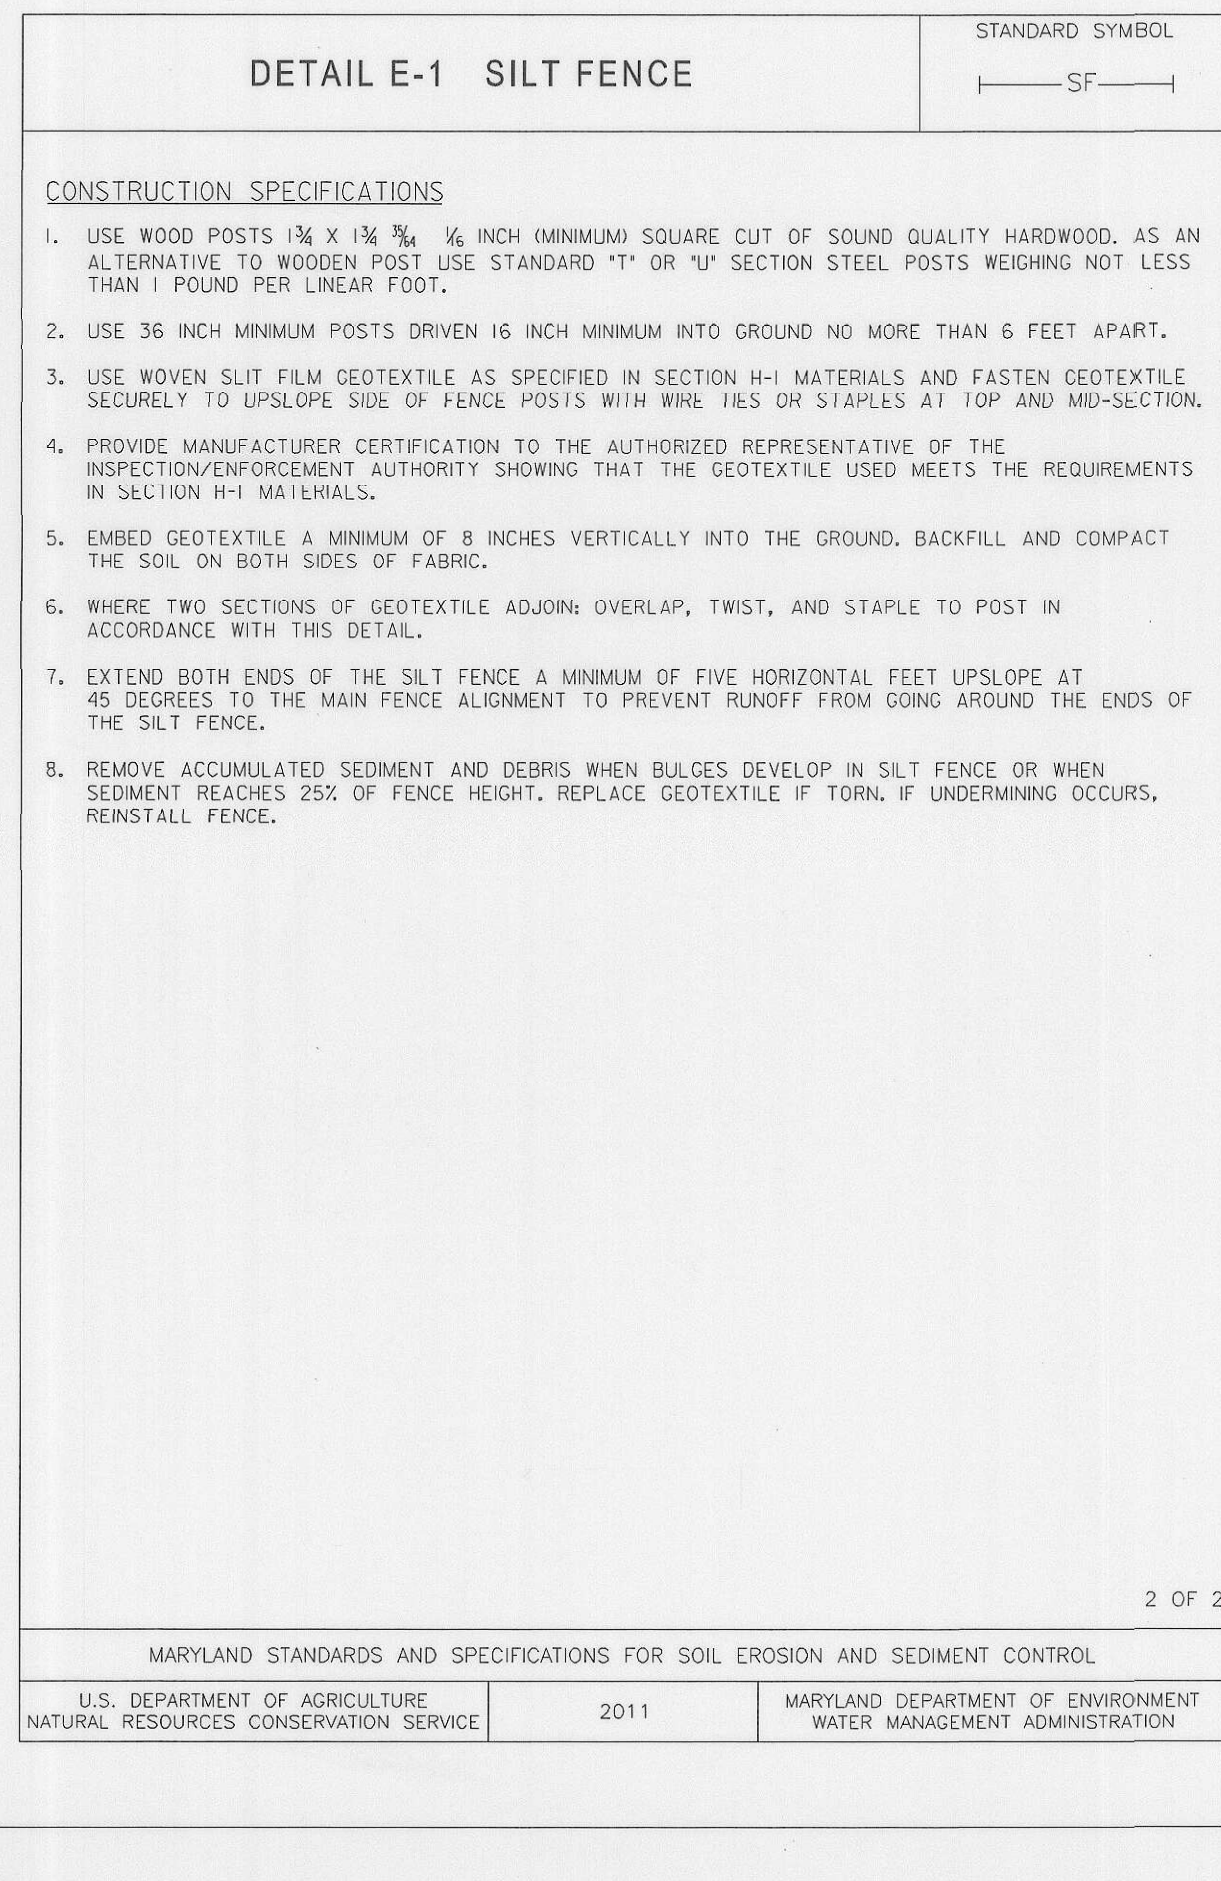 DETAIL E-1 SILT FENCE
STANDARD SYMBOL
SF
CONSTRUCTION SPECIFICATIONS
1. USE WOOD POSTS 1¾ X 1¾ 35/64 1/16 INCH (MINIMUM) SQUARE CUT OF SOUND QUALITY HARDWOOD. AS AN
ALTERNATIVE TO WOODEN POST USE STANDARD "T" OR "U" SECTION STEEL POSTS WEIGHING NOT LESS
THAN 1 POUND PER LINEAR FOOT.
2. USE 36 INCH MINIMUM POSTS DRIVEN 16 INCH MINIMUM INTO GROUND NO MORE THAN 6 FEET APART.
3. USE WOVEN SLIT FILM GEOTEXTILE AS SPECIFIED IN SECTION H-1 MATERIALS AND FASTEN GEOTEXTILE
SECURELY TO UPSLOPE SIDE OF FENCE POSTS WITH WIRE TIES OR STAPLES AT TOP AND MID-SECTION.
4. PROVIDE MANUFACTURER CERTIFICATION TO THE AUTHORIZED REPRESENTATIVE OF THE
INSPECTION/ENFORCEMENT AUTHORITY SHOWING THAT THE GEOTEXTILE USED MEETS THE REQUIREMENTS
IN SECTION H-1 MATERIALS.
5. EMBED GEOTEXTILE A MINIMUM OF 8 INCHES VERTICALLY INTO THE GROUND. BACKFILL AND COMPACT
THE SOIL ON BOTH SIDES OF FABRIC.
6. WHERE TWO SECTIONS OF GEOTEXTILE ADJOIN: OVERLAP, TWIST, AND STAPLE TO POST IN
ACCORDANCE WITH THIS DETAIL.
7. EXTEND BOTH ENDS OF THE SILT FENCE A MINIMUM OF FIVE HORIZONTAL FEET UPSLOPE AT
45 DEGREES TO THE MAIN FENCE ALIGNMENT TO PREVENT RUNOFF FROM GOING AROUND THE ENDS OF
THE SILT FENCE.
8. REMOVE ACCUMULATED SEDIMENT AND DEBRIS WHEN BULGES DEVELOP IN SILT FENCE OR WHEN
SEDIMENT REACHES 25% OF FENCE HEIGHT. REPLACE GEOTEXTILE IF TORN. IF UNDERMINING OCCURS,
REINSTALL FENCE.
2 OF 2
MARYLAND STANDARDS AND SPECIFICATIONS FOR SOIL EROSION AND SEDIMENT CONTROL
U.S. DEPARTMENT OF AGRICULTURE
NATURAL RESOURCES CONSERVATION SERVICE
2011
MARYLAND DEPARTMENT OF ENVIRONMENT
WATER MANAGEMENT ADMINISTRATION